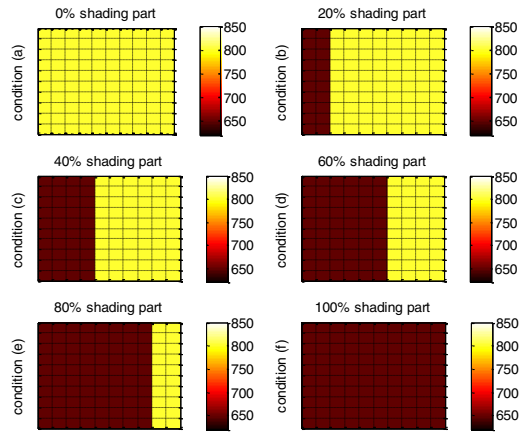 0% shading part
condition (a)
850
800
750
700
650
20% shading part
condition (b)
850
800
750
700
650
40% shading part
condition (c)
850
800
750
700
650
60% shading part
condition (d)
850
800
750
700
650
80% shading part
condition (e)
850
800
750
700
650
100% shading part
condition (f)
850
800
750
700
650